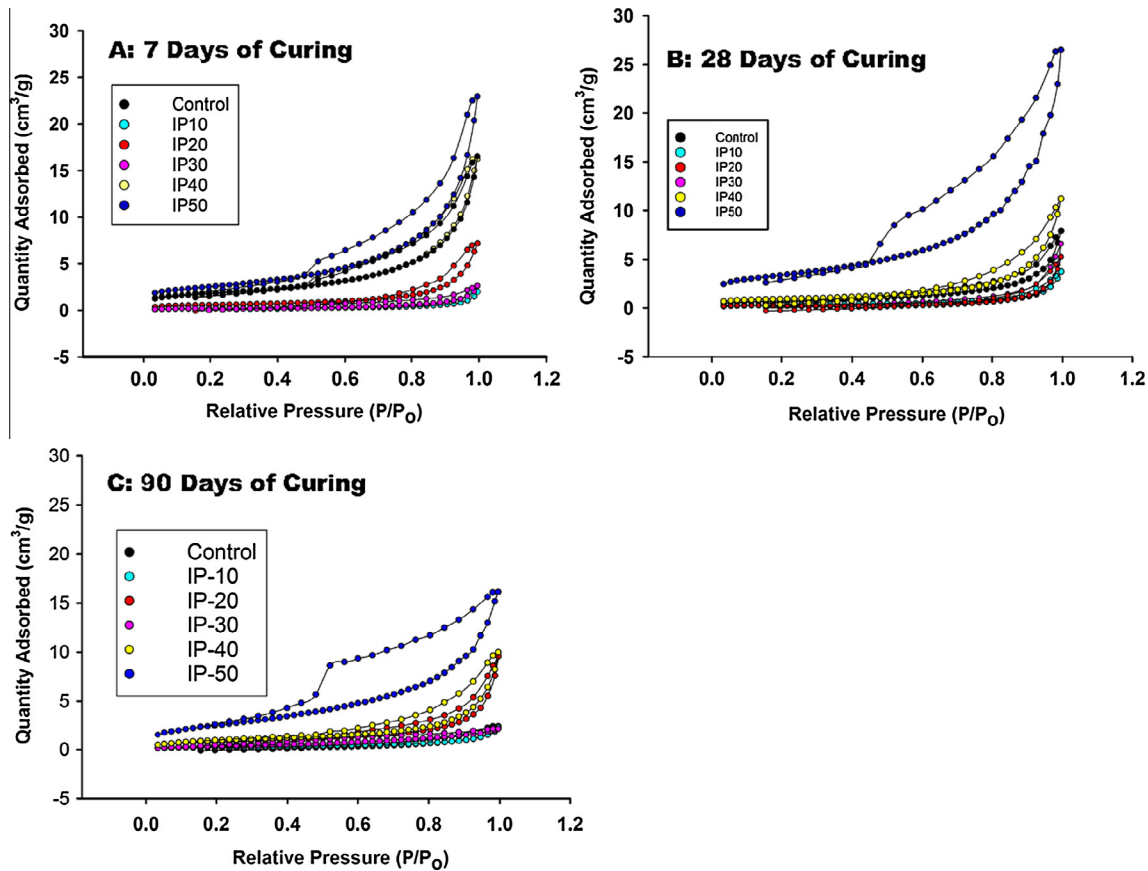 A: 7 Days of Curing
Quantity Adsorbed (cm³/g)
30
25
20
15
10
5
0
-5
Control
IP10
IP20
IP30
IP40
IP50
0.0 0.2 0.4 0.6 0.8 1.0 1.2
Relative Pressure (P/Po)
B: 28 Days of Curing
Quantity Adsorbed (cm³/g)
30
25
20
15
10
5
0
-5
Control
IP10
IP20
IP30
IP40
IP50
0.0 0.2 0.4 0.6 0.8 1.0 1.2
Relative Pressure (P/Po)
C: 90 Days of Curing
Quantity Adsorbed (cm³/g)
30
25
20
15
10
5
0
-5
Control
IP-10
IP-20
IP-30
IP-40
IP-50
0.0 0.2 0.4 0.6 0.8 1.0 1.2
Relative Pressure (P/Po)